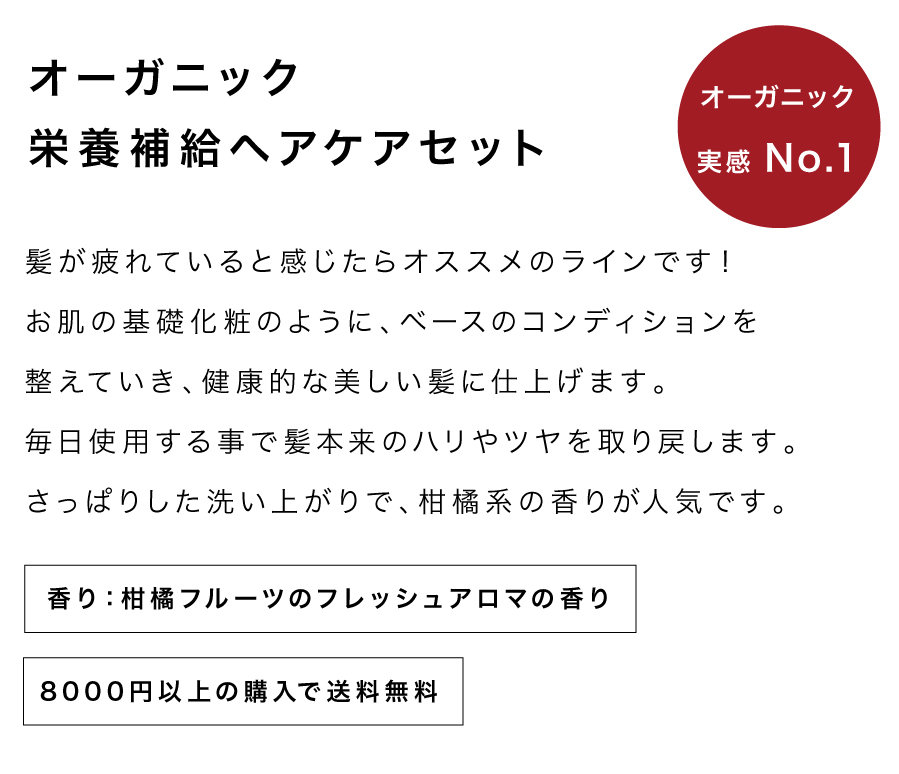 オーガニック
栄養補給ヘアケアセット
オーガニック
実感 No.1
髪が疲れていると感じたらオススメのラインです！
お肌の基礎化粧のように、ベースのコンディションを
整えていき、健康的な美しい髪に仕上げます。
毎日使用する事で髪本来のハリやツヤを取り戻します。
さっぱりした洗い上がりで、柑橘系の香りが人気です。
香り：柑橘フルーツのフレッシュアロマの香り
8000円以上の購入で送料無料